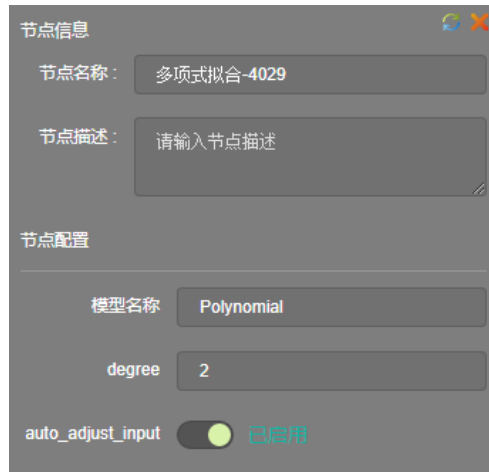 节点信息
节点名称 : 多项式拟合-4029
节点描述 : 请输入节点描述
节点配置
模型名称 Polynomial
degree 2
auto_adjust_input 已启用